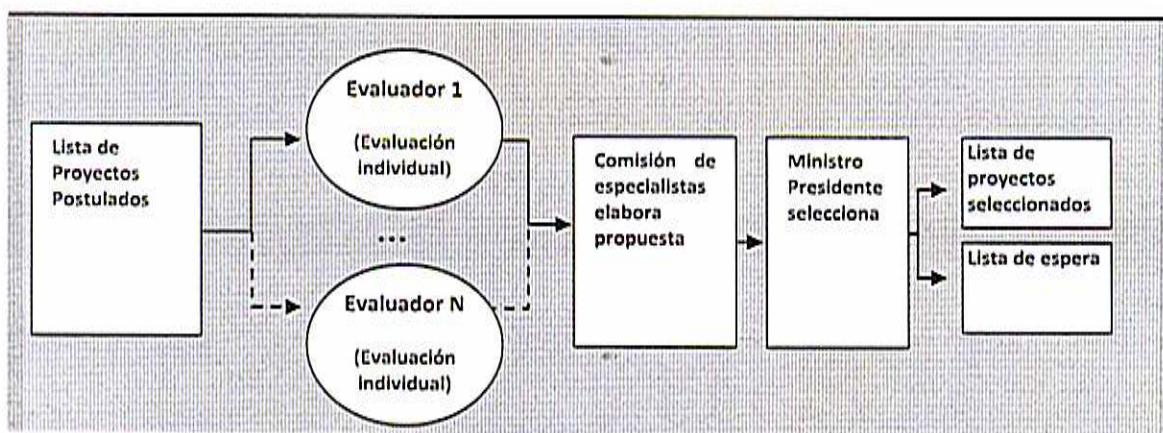 Lista de
Proyectos
Postulados
Evaluador 1
(Evaluación
individual)
...
Evaluador N
(Evaluación
individual)
Comisión de
especialistas
elabora
propuesta
Ministro
Presidente
selecciona
Lista de
proyectos
seleccionados
Lista de espera